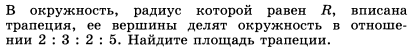 В окружность, радиус которой равен R, вписана
трапеция, ее вершины делят окружность в отноше-
нии 2 : 3 : 2 : 5. Найдите площадь трапеции.